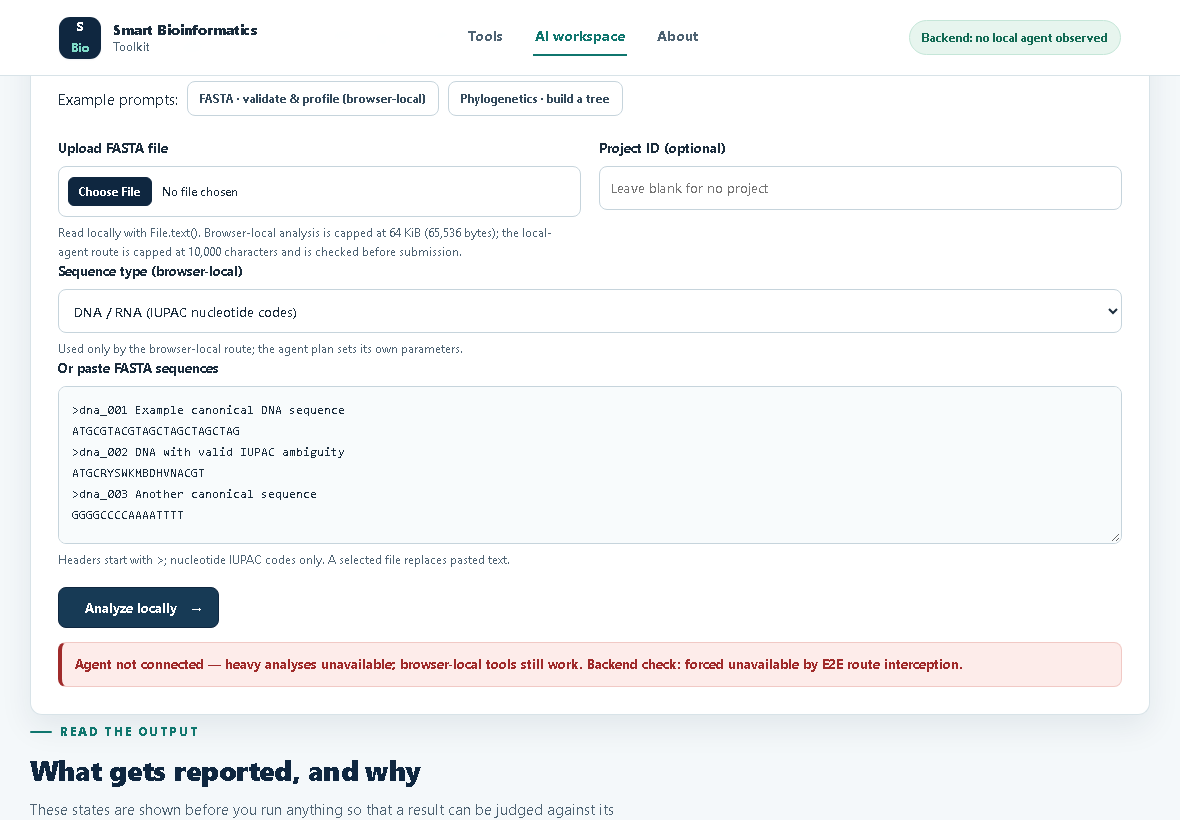 S
Bio
Smart Bioinformatics
Toolkit
Tools
AI workspace
About
Backend: no local agent observed
Example prompts:
FASTA · validate & profile (browser-local)
Phylogenetics · build a tree
Upload FASTA file
Choose File No file chosen
Read locally with File.text(). Browser-local analysis is capped at 64 KiB (65,536 bytes); the local-
agent route is capped at 10,000 characters and is checked before submission.
Project ID (optional)
Leave blank for no project
Sequence type (browser-local)
DNA / RNA (IUPAC nucleotide codes)
Used only by the browser-local route; the agent plan sets its own parameters.
Or paste FASTA sequences
>dna_001 Example canonical DNA sequence
ATGCGTACGTAGCTAGCTAGCTAG
>dna_002 DNA with valid IUPAC ambiguity
ATGCRYSWKMBDHVNACGT
>dna_003 Another canonical sequence
GGGGCCCCAAAATTTT
Headers start with >; nucleotide IUPAC codes only. A selected file replaces pasted text.
Analyze locally →
Agent not connected — heavy analyses unavailable; browser-local tools still work. Backend check: forced unavailable by E2E route interception.
READ THE OUTPUT
What gets reported, and why
These states are shown before you run anything so that a result can be judged against its